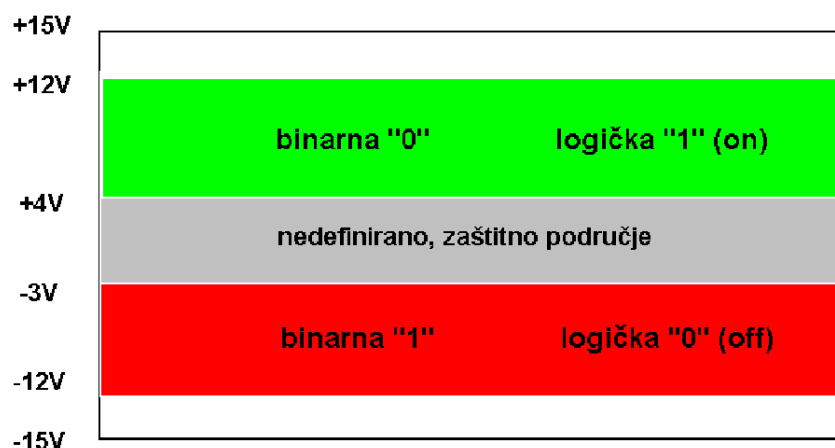 +15V
+12V
binarna "0" logička "1" (on)
+4V
nedefinirano, zaštitno područje
-3V
binarna "1" logička "0" (off)
-12V
-15V